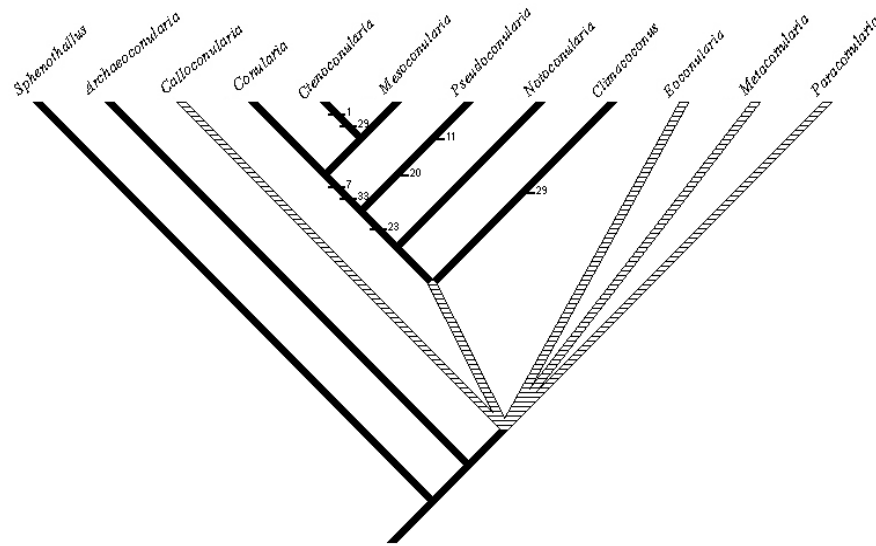 Sphenothallus
Archaeoconularia
Calloconularia
Conularia
Ctenoconularia
Mesoconularia
Pseudoconularia
Notoconularia
Climacoconus
Eoconularia
Metaconularia
Paraconularia
1
29
11
20
7
33
29
23